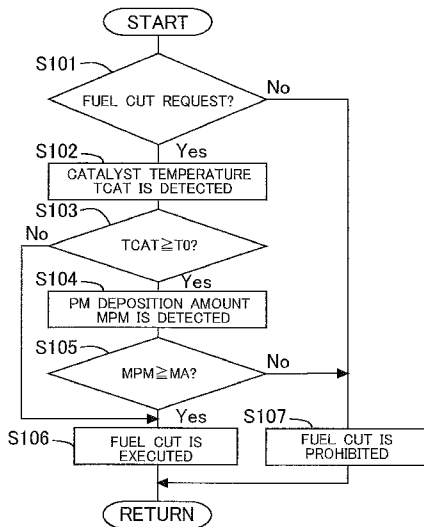 START
S101
FUEL CUT REQUEST?
No
S102
Yes
CATALYST TEMPERATURE
TCAT IS DETECTED
S103
No
TCAT≧T0?
S104
Yes
PM DEPOSITION AMOUNT
MPM IS DETECTED
S105
MPM≧MA?
No
Yes
S106
S107
FUEL CUT IS
EXECUTED
FUEL CUT IS
PROHIBITED
RETURN